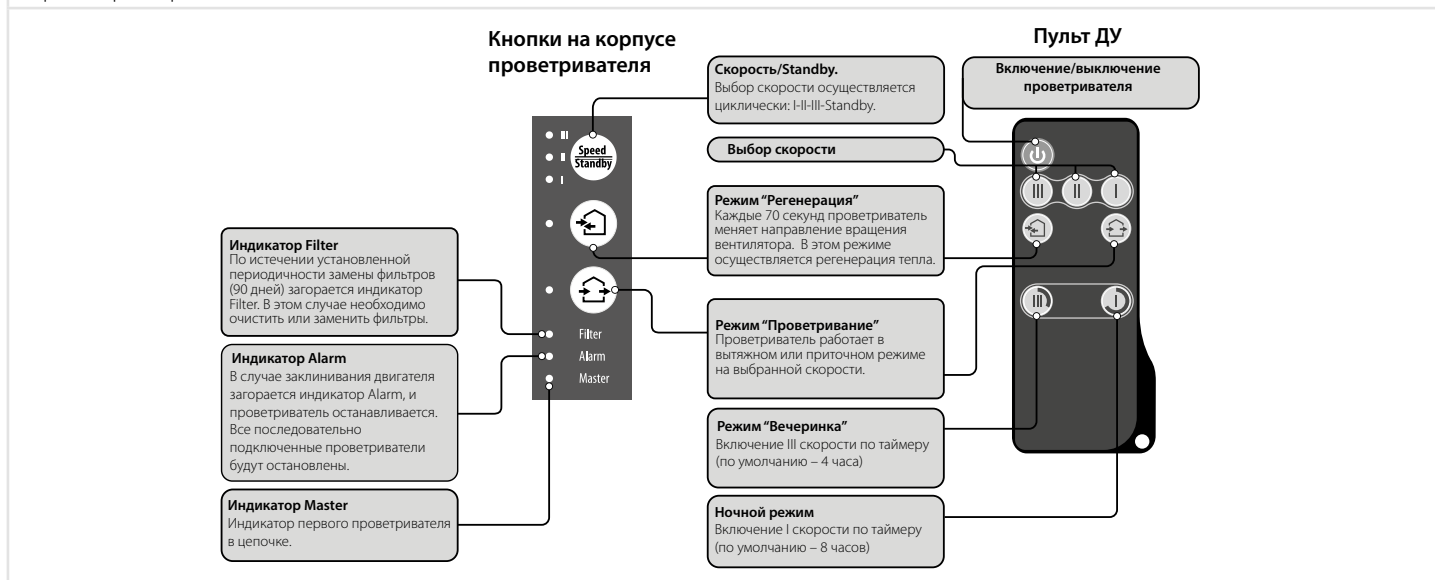 Кнопки на корпусе
проветривателя
Пульт ДУ
Скорость/Standby.
Выбор скорости осуществляется
циклически: I-II-III-Standby.
Включение/выключение
проветривателя
Выбор скорости
III
II
I
Speed
Standby
III
II
I
Режим “Регенерация”
Каждые 70 секунд проветриватель
меняет направление вращения
вентилятора. В этом режиме
осуществляется регенерация тепла.
Индикатор Filter
По истечении установленной
периодичности замены фильтров
(90 дней) загорается индикатор
Filter. В этом случае необходимо
очистить или заменить фильтры.
III
I
Режим “Проветривание”
Проветриватель работает в
вытяжном или приточном режиме
на выбранной скорости.
Filter
Alarm
Master
Индикатор Alarm
В случае заклинивания двигателя
загорается индикатор Alarm, и
проветриватель останавливается.
Все последовательно
подключенные проветриватели
будут остановлены.
Режим “Вечеринка”
Включение III скорости по таймеру
(по умолчанию – 4 часа)
Индикатор Master
Индикатор первого проветривателя
в цепочке.
Ночной режим
Включение I скорости по таймеру
(по умолчанию – 8 часов)